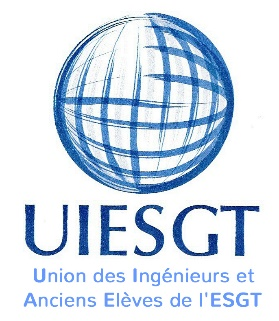 UIESGT
Union des Ingénieurs et
Anciens Elèves de l'ESGT